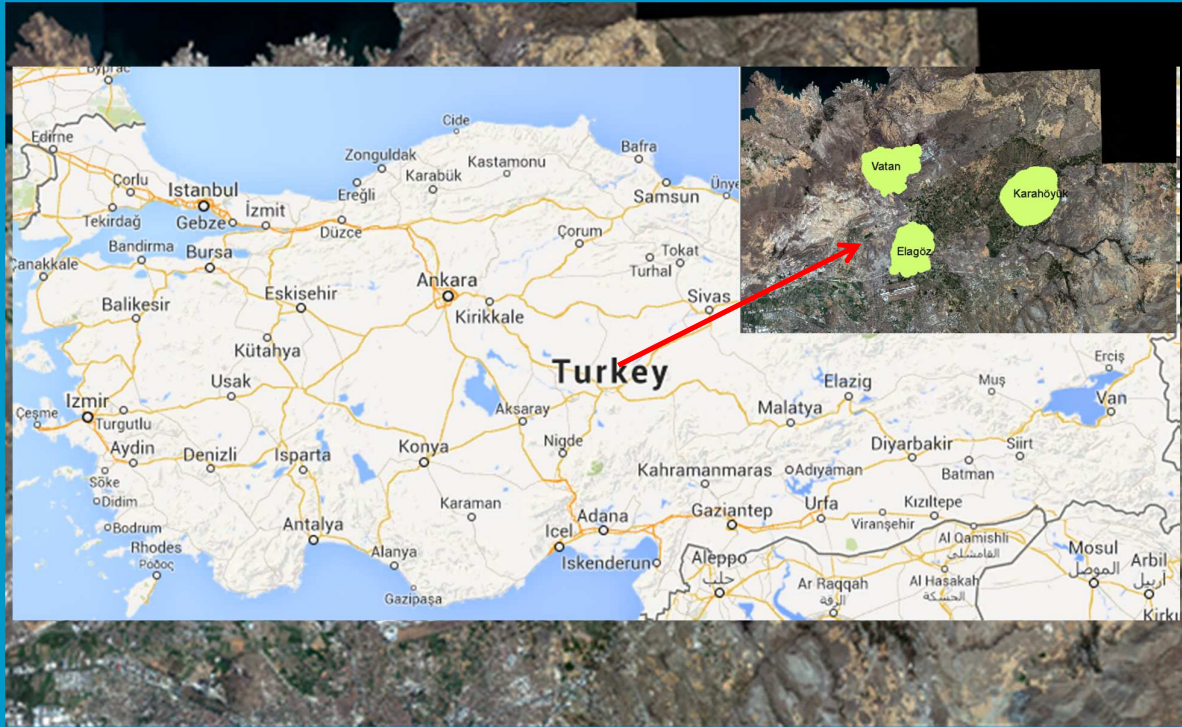 Бургас
Edirne
Cide
Bafra
Zonguldak
Kastamonu
Karabük
Çorlu
Istanbul
Ereğli
Samsun
Ünye
Tekirdağ
Gebze
İzmit
Düzce
Çorum
Bandirma
Bursa
Tokat
Turhal
Çanakkale
Ankara
Eskisehir
Balikesir
Kirikkale
Sivas
Kütahya
Vatan
Karahöyük
Elagöz
Turkey
Erciş
Usak
Elazig
Muş
Van
Izmir
Çeşme
Turgutlu
Aksaray
Malatya
Aydin
Denizli
Isparta
Konya
Nigde
Diyarbakir
Siirt
Söke
Kahramanmaras
Adıyaman
Batman
Didim
Karaman
Gaziantep
Urfa
Kızıltepe
Viranşehir
Bodrum
Antalya
Icel
Adana
Al Qamishli
القامشلي
Rhodes
Ρόδος
Alanya
Iskenderun
Aleppo
حلب
Mosul
الموصل
Arbil
أربيل
Ar Raqqah
الرقة
Al Hasakah
الحسكة
Gazipaşa
Kirku